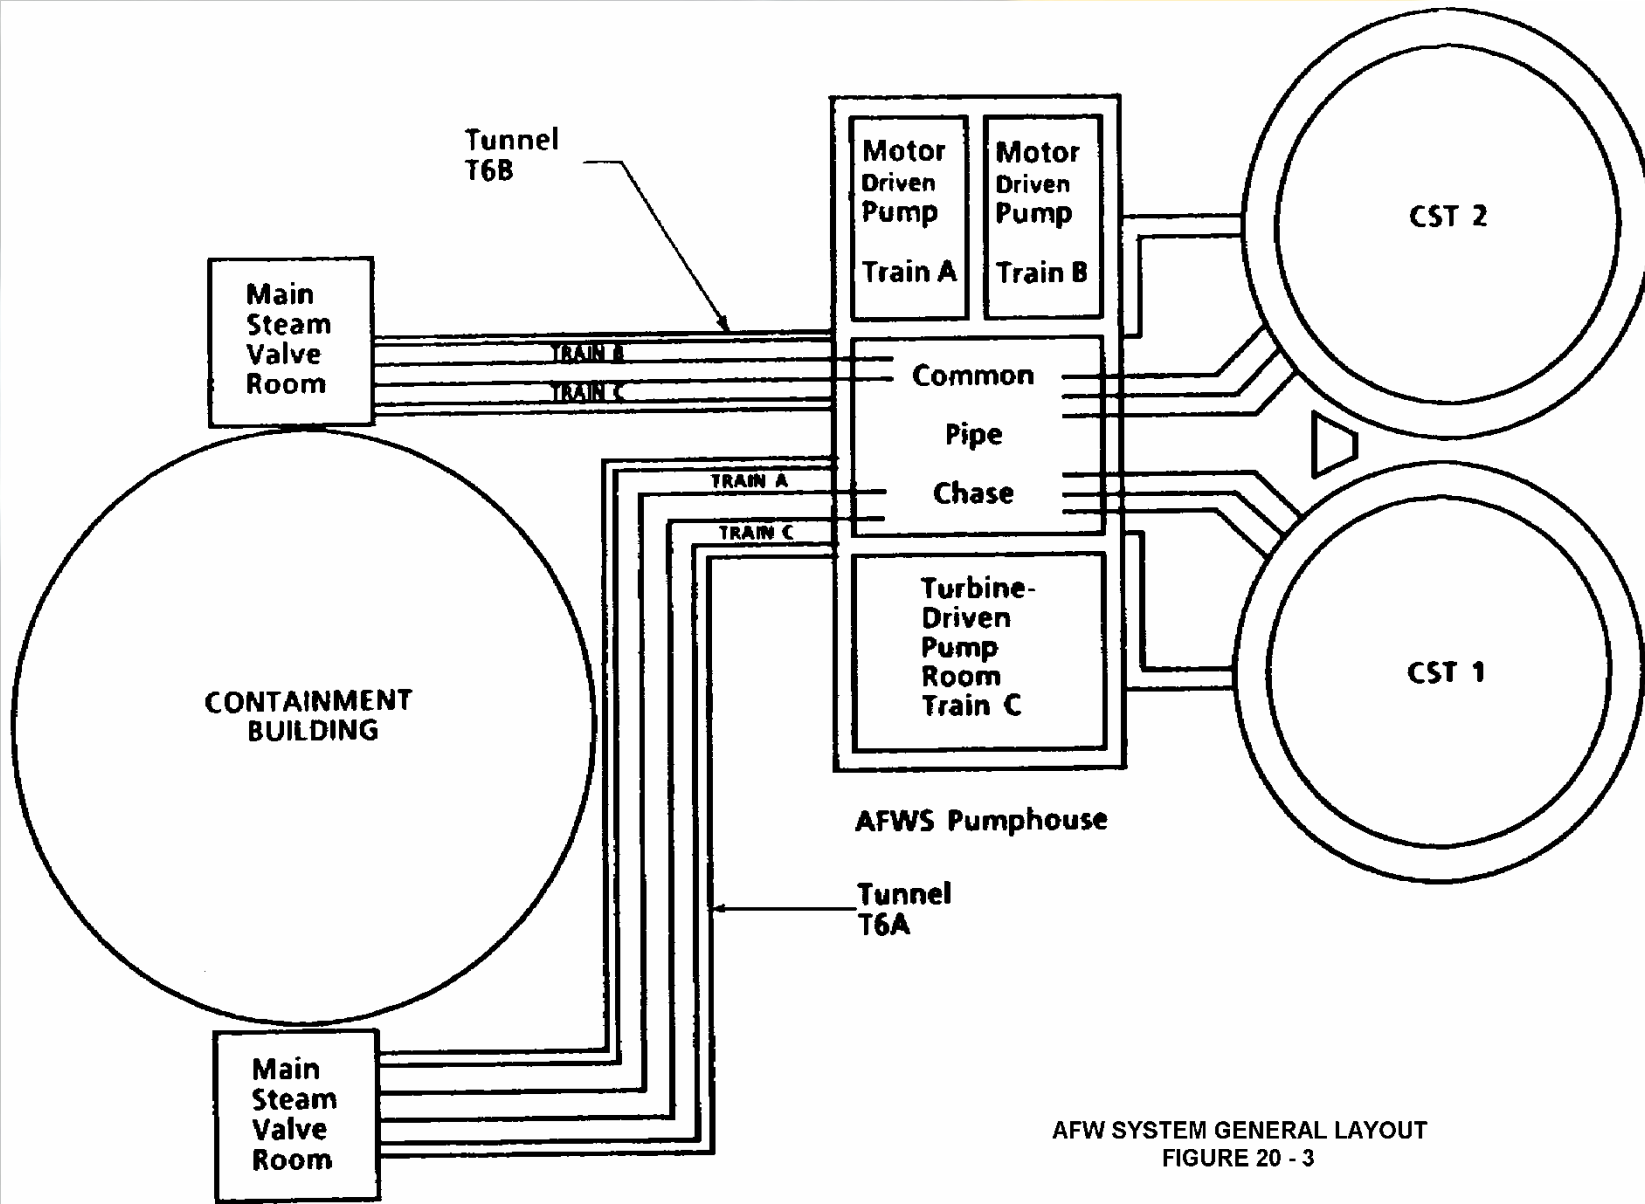 Tunnel
T6B
Main
Steam
Valve
Room
TRAIN B
TRAIN C
Motor
Driven
Pump
Train A
Motor
Driven
Pump
Train B
CST 2
Common
Pipe
Chase
TRAIN A
TRAIN C
Turbine-
Driven
Pump
Room
Train C
CST 1
CONTAINMENT
BUILDING
AFWS Pumphouse
Tunnel
T6A
Main
Steam
Valve
Room
AFW SYSTEM GENERAL LAYOUT
FIGURE 20 - 3